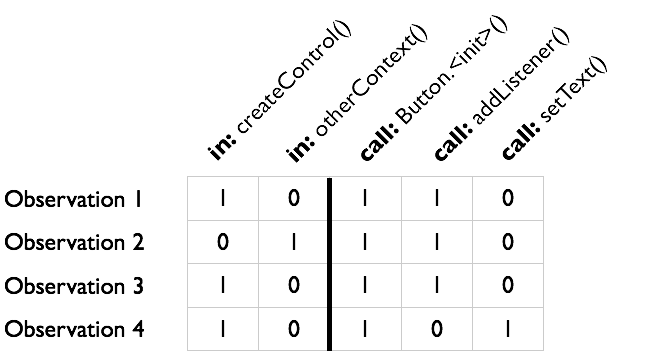 in: createControl()
in: otherContext()
call: Button.<init>()
call: addListener()
call: setText()
Observation 1 1 0 1 1 0
Observation 2 0 1 1 1 0
Observation 3 1 0 1 1 0
Observation 4 1 0 1 0 1